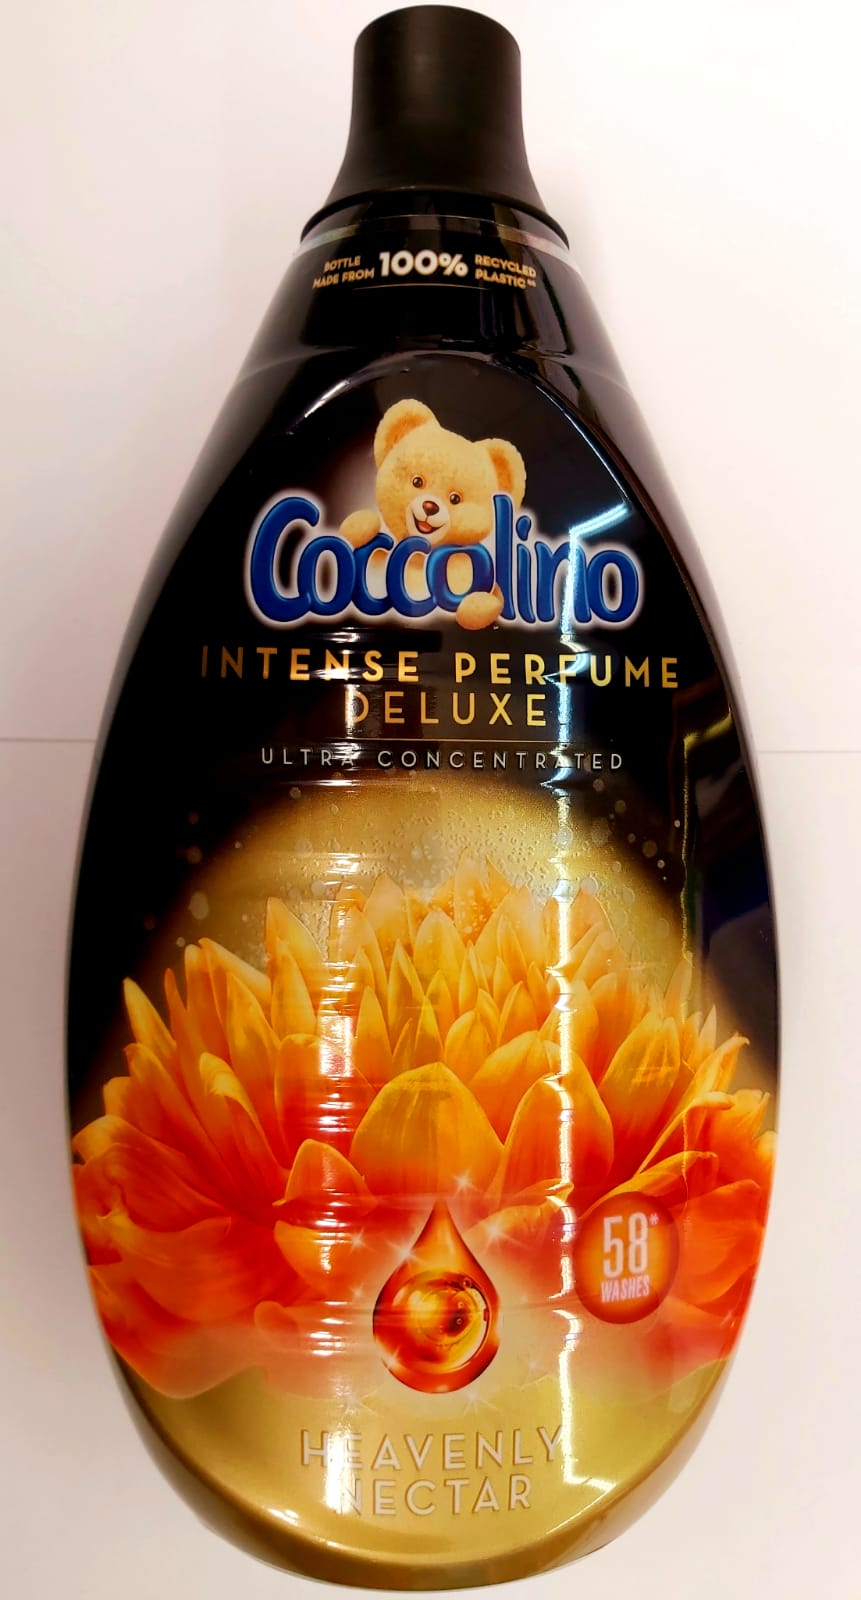 BOTTLE
MADE FROM 100% RECYCLED
PLASTIC**
Coccolino
INTENSE PERFUME
DELUXE
ULTRA CONCENTRATED
58*
WASHES
HEAVENLY
NECTAR